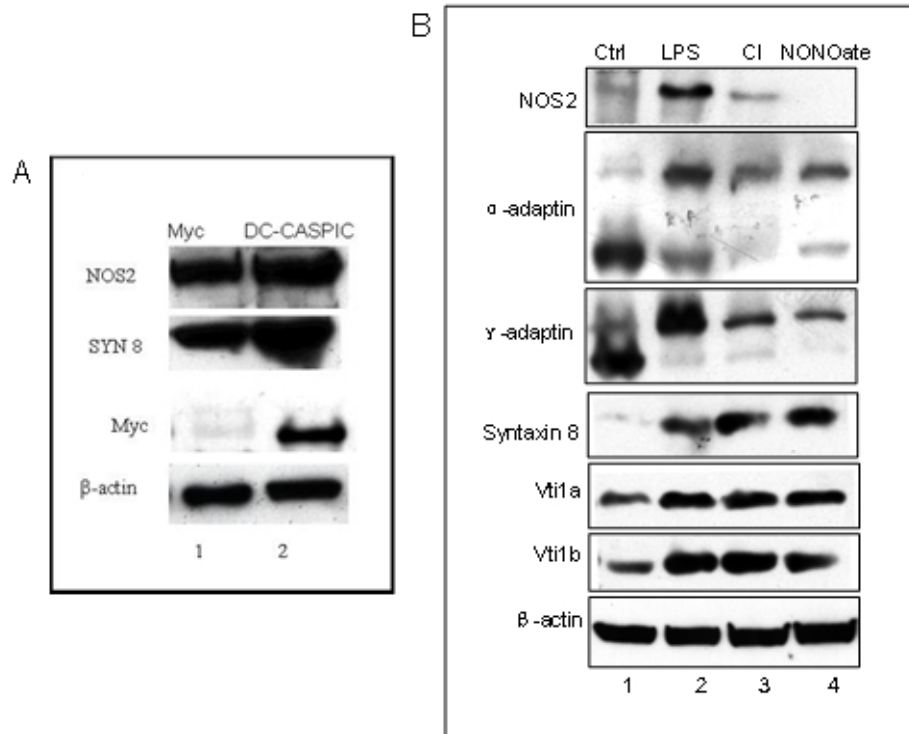 A
Myc DC-CASPIC
NOS2
SYN 8
Myc
β-actin
1 2
B
Ctrl LPS CI NONOate
NOS2
α-adaptin
γ-adaptin
Syntaxin 8
Vti1a
Vti1b
β-actin
1 2 3 4